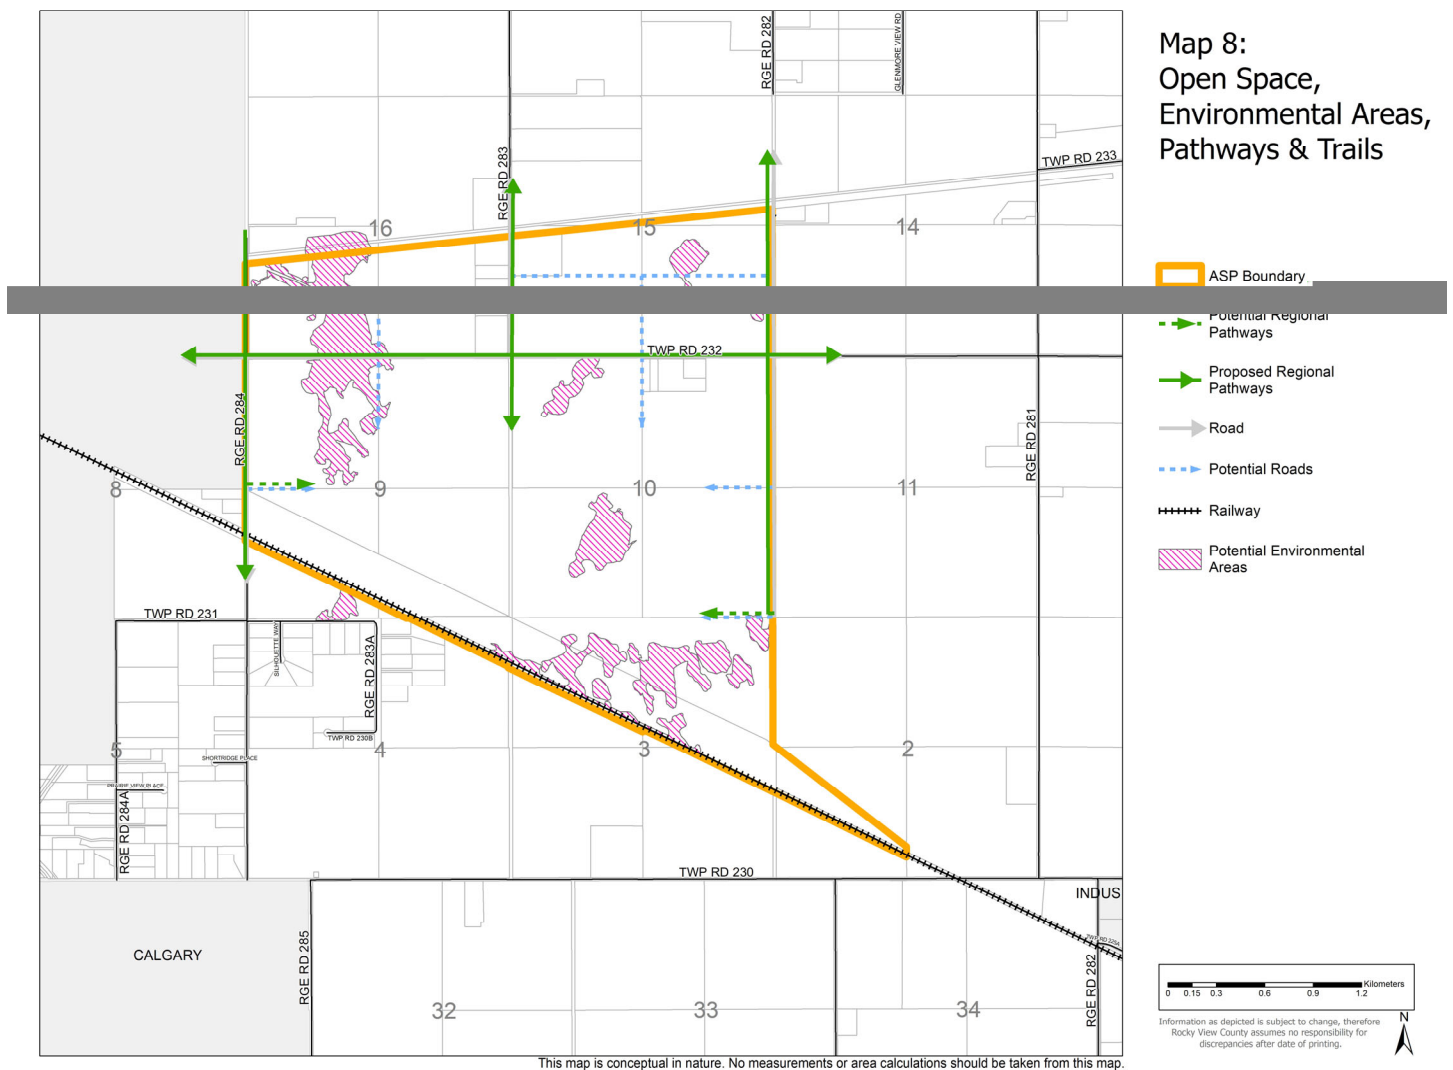 Map 8:
Open Space,
Environmental Areas,
Pathways & Trails
RGE RD 283
RGE RD 282
GLENMORE VIEW RD
TWP RD 233
16
15
14
ASP Boundary
Potential Regional
Pathways
TWP RD 232
Proposed Regional
Pathways
RGE RD 284
RGE RD 281
Road
Potential Roads
8
9
10
11
Railway
Potential Environmental
Areas
TWP RD 231
SILHOUETTE WAY
RGE RD 283A
TWP RD 230B
5
4
3
2
SHORTRIDGE PLACE
PRAIRIE VIEW PLACE
RGE RD 284A
TWP RD 230
INDUS
CALGARY
RGE RD 285
RGE RD 282
32
33
34
Kilometers
0 0.15 0.3 0.6 0.9 1.2
Information as depicted is subject to change, therefore
Rocky View County assumes no responsibility for
discrepancies after date of printing.
N
This map is conceptual in nature. No measurements or area calculations should be taken from this map.